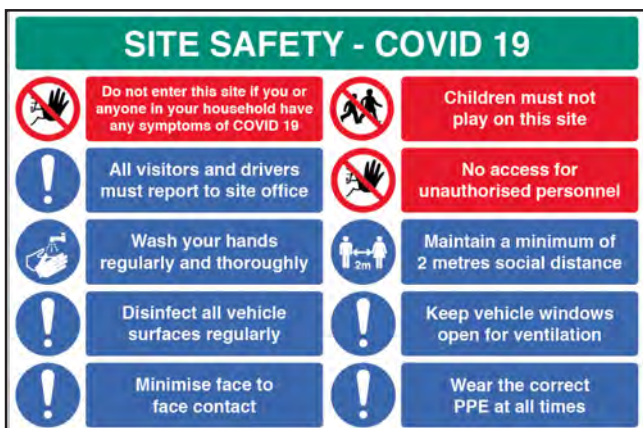 SITE SAFETY - COVID 19
Do not enter this site if you or
anyone in your household have
any symptoms of COVID 19
Children must not
play on this site
All visitors and drivers
must report to site office
No access for
unauthorised personnel
Wash your hands
regularly and thoroughly
2m
Maintain a minimum of
2 metres social distance
Disinfect all vehicle
surfaces regularly
Keep vehicle windows
open for ventilation
Minimise face to
face contact
Wear the correct
PPE at all times